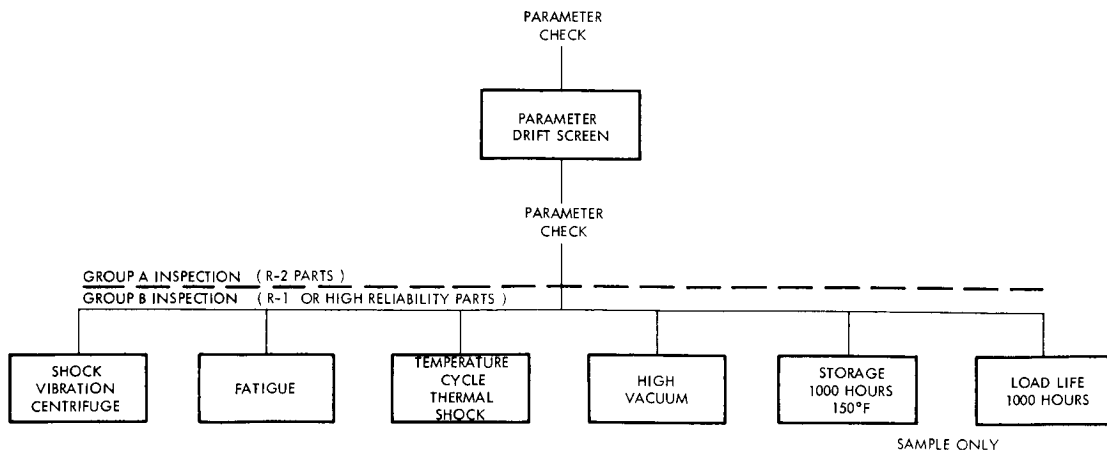 PARAMETER
CHECK
PARAMETER
DRIFT SCREEN
PARAMETER
CHECK
GROUP A INSPECTION ( R-2 PARTS )
GROUP B INSPECTION ( R-1 OR HIGH RELIABILITY PARTS )
SHOCK
VIBRATION
CENTRIFUGE
FATIGUE
TEMPERATURE
CYCLE
THERMAL
SHOCK
HIGH
VACUUM
STORAGE
1000 HOURS
150°F
LOAD LIFE
1000 HOURS
SAMPLE ONLY